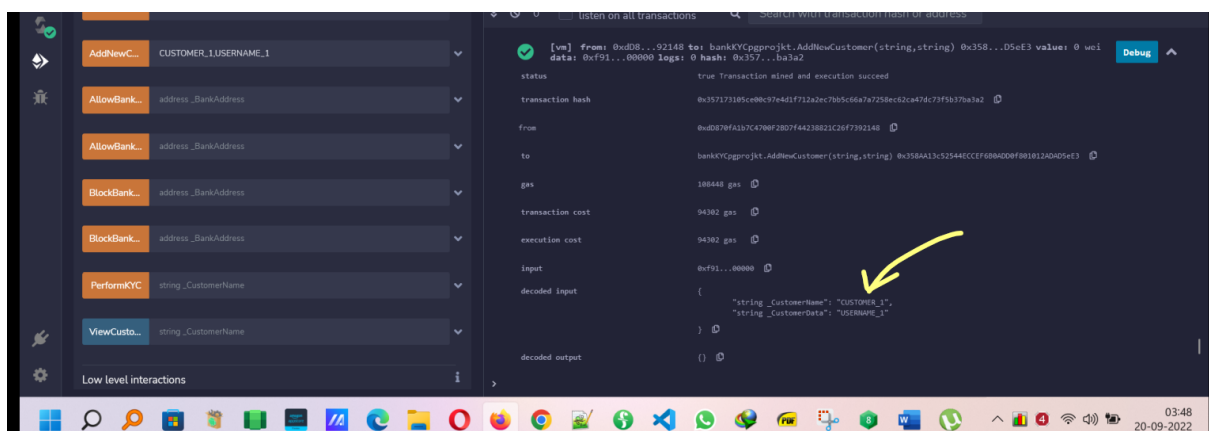 0 listen on all transactions Search with transaction hash or address
AddNewC... CUSTOMER_1,USERNAME_1
AllowBank... address _BankAddress
AllowBank... address _BankAddress
BlockBank... address _BankAddress
BlockBank... address _BankAddress
PerformKYC string _CustomerName
ViewCusto... string _CustomerName
Low level interactions i
[vm] from: 0xdD8...92148 to: bankKYCpgprojkt.AddNewCustomer(string,string) 0x358...D5eE3 value: 0 wei
data: 0xf91...00000 logs: 0 hash: 0x357...ba3a2
Debug
status true Transaction mined and execution succeed
transaction hash 0x357173105ce00c97e4d1f712a2ec7bb5c66a7a7258ec62ca47dc73f5b37ba3a2
from 0xdD870fA1b7C4700F2BD7f44238821C26f7392148
to bankKYCpgprojkt.AddNewCustomer(string,string) 0x358AA13c52544ECCEF6B0ADD0f801012ADAD5eE3
gas 108448 gas
transaction cost 94302 gas
execution cost 94302 gas
input 0xf91...00000
decoded input {
"string _CustomerName": "CUSTOMER_1",
"string _CustomerData": "USERNAME_1"
}
decoded output {}
>
03:48
20-09-2022